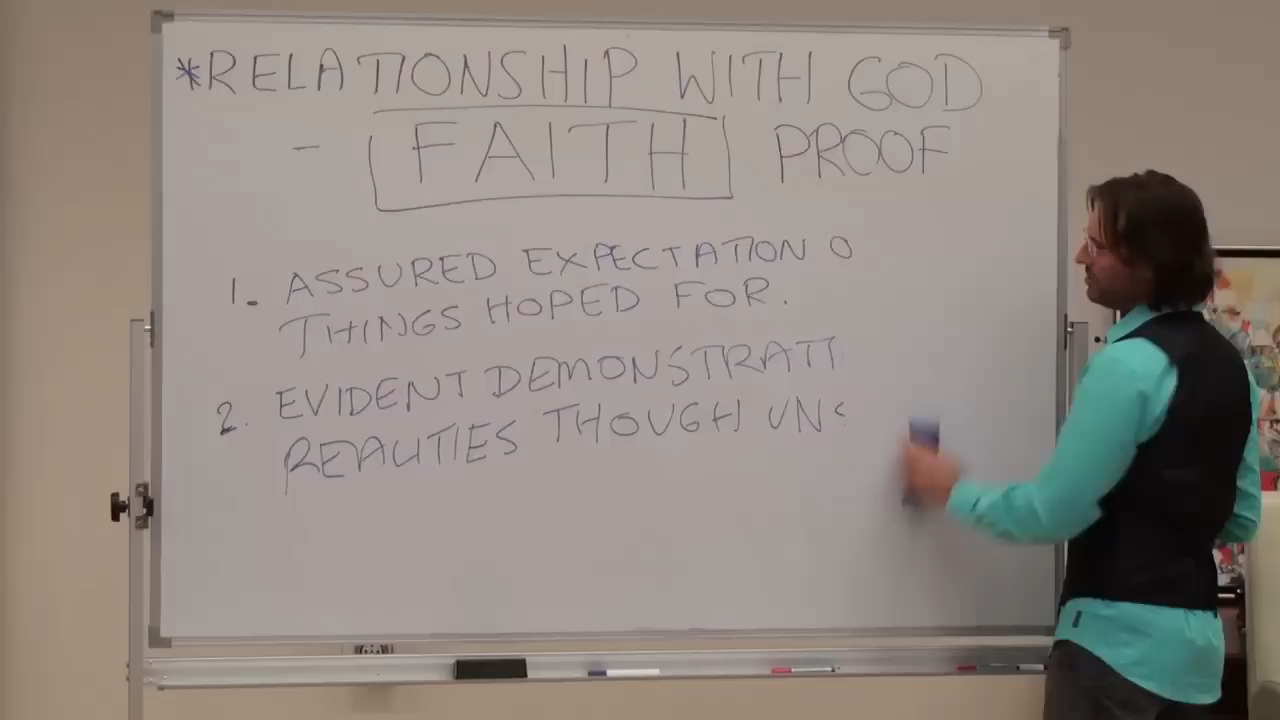 *RELATIONSHIP WITH GOD
- FAITH PROOF
1. ASSURED EXPECTATION O
THINGS HOPED FOR.
2. EVIDENT DEMONSTRATI
REALITIES THOUGH UN